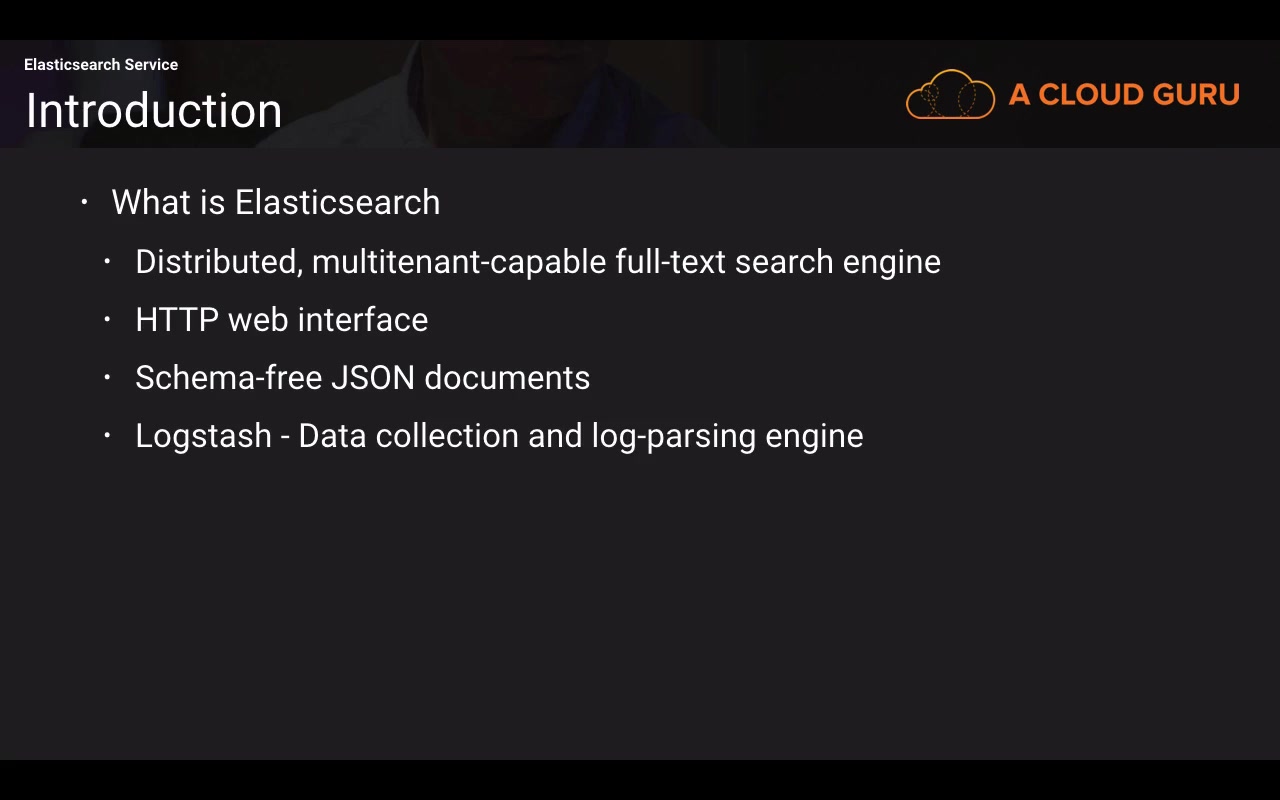 Elasticsearch Service
Introduction
A CLOUD GURU
· What is Elasticsearch
· Distributed, multitenant-capable full-text search engine
· HTTP web interface
· Schema-free JSON documents
· Logstash - Data collection and log-parsing engine